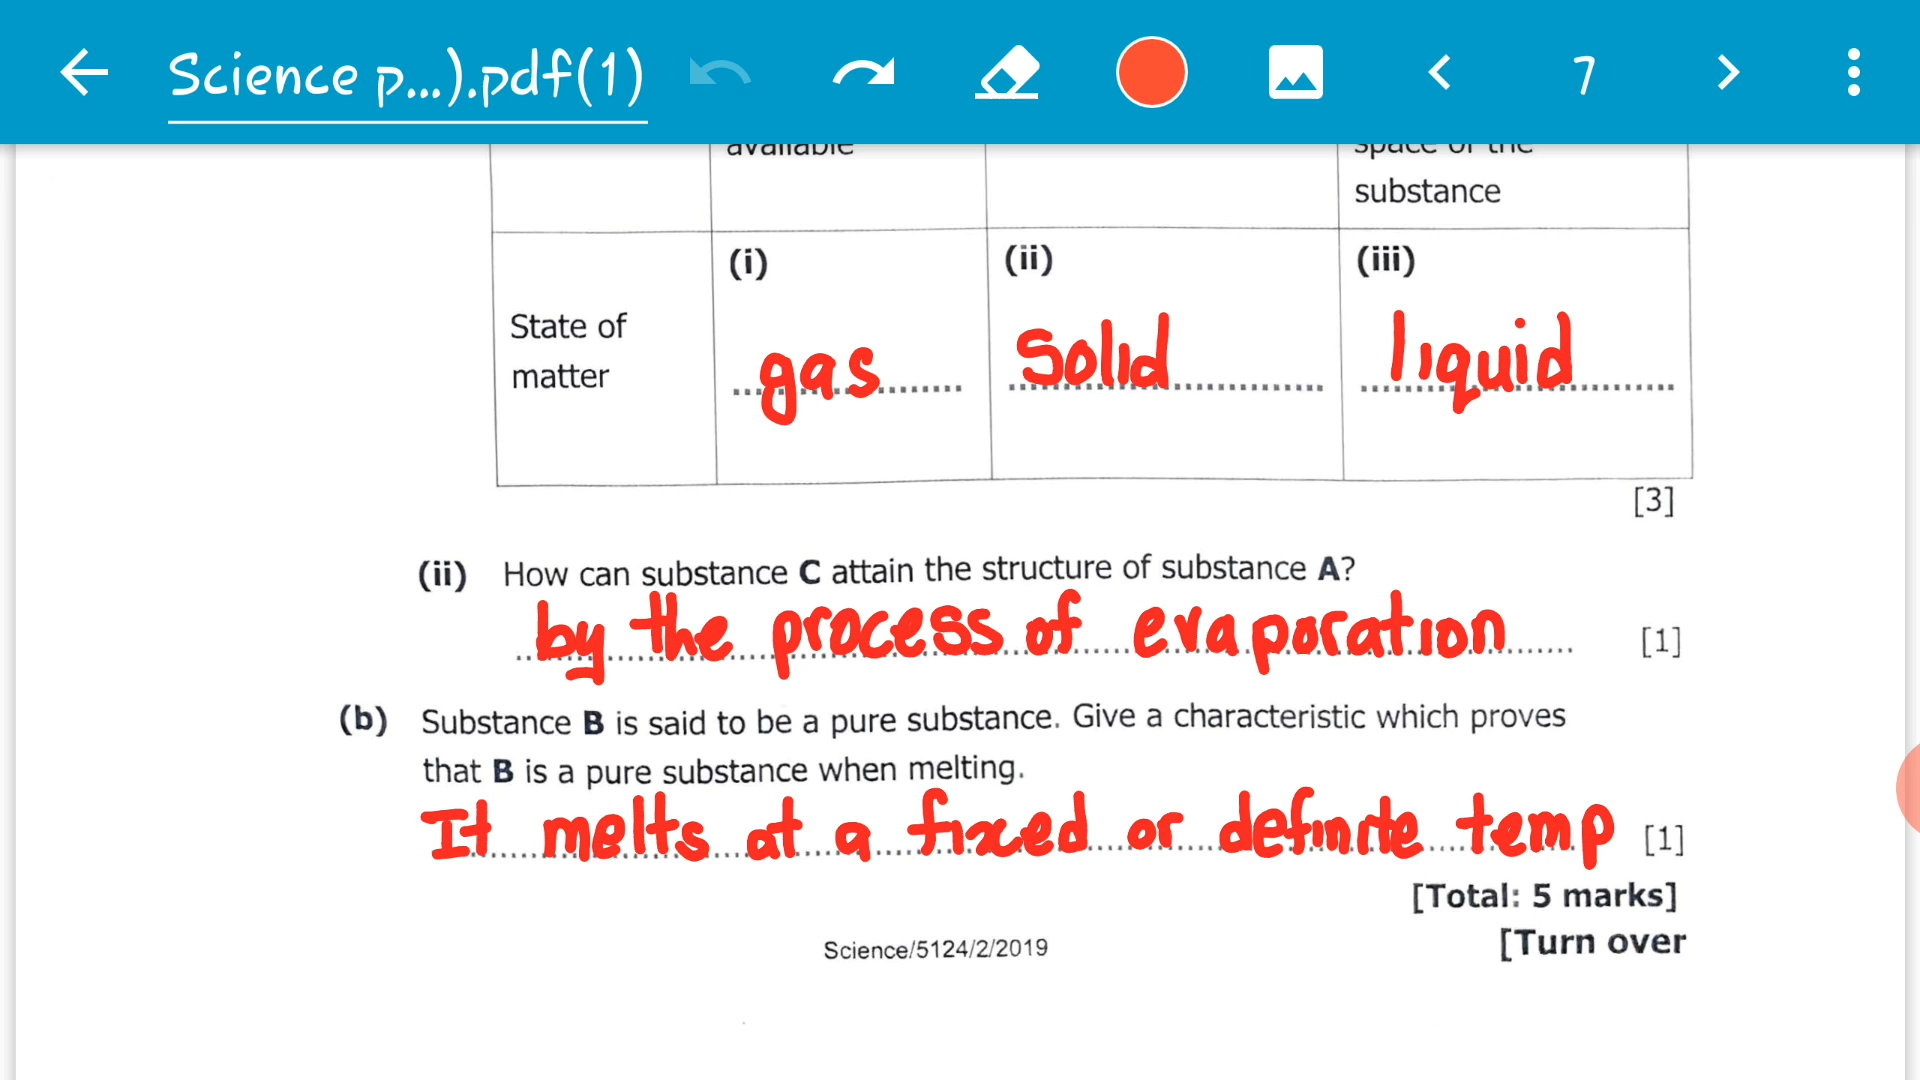 Science p...).pdf(1) 7
available space of the
substance
(i) (ii) (iii)
State of
matter
gas solid liquid
[3]
(ii) How can substance C attain the structure of substance A?
by the process of evaporation [1]
(b) Substance B is said to be a pure substance. Give a characteristic which proves
that B is a pure substance when melting.
It melts at a fixed or definite temp [1]
[Total: 5 marks]
Science/5124/2/2019
[Turn over